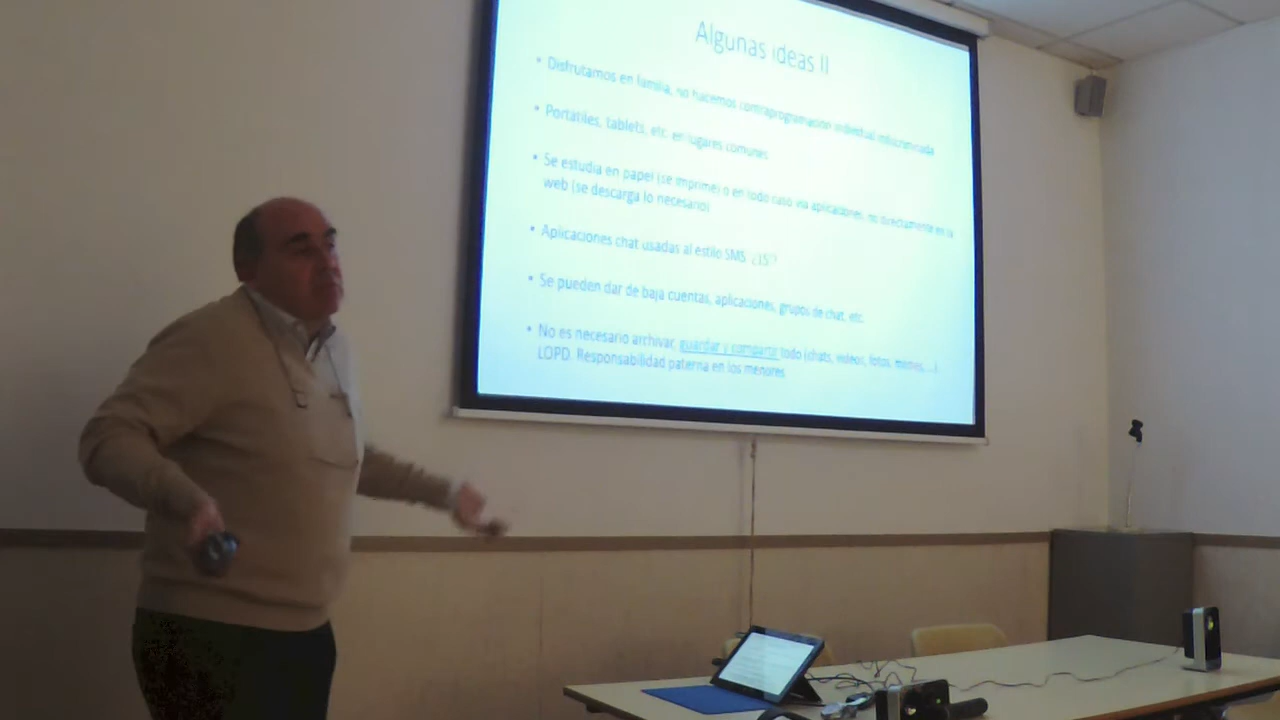 Algunas ideas II
• Disfrutamos en familia, no hacemos contraprogramación individual indiscriminada
• Portátiles, tablets, etc. en lugares comunes
• Se estudia en papel (se imprime) o en todo caso vía aplicaciones, no directamente en la
web (se descarga lo necesario)
• Aplicaciones chat usadas al estilo SMS ¿15?
• Se pueden dar de baja cuentas, aplicaciones, grupos de chat, etc.
• No es necesario archivar, guardar y compartir todo (chats, vídeos, fotos, memes,...)
LOPD. Responsabilidad paterna en los menores